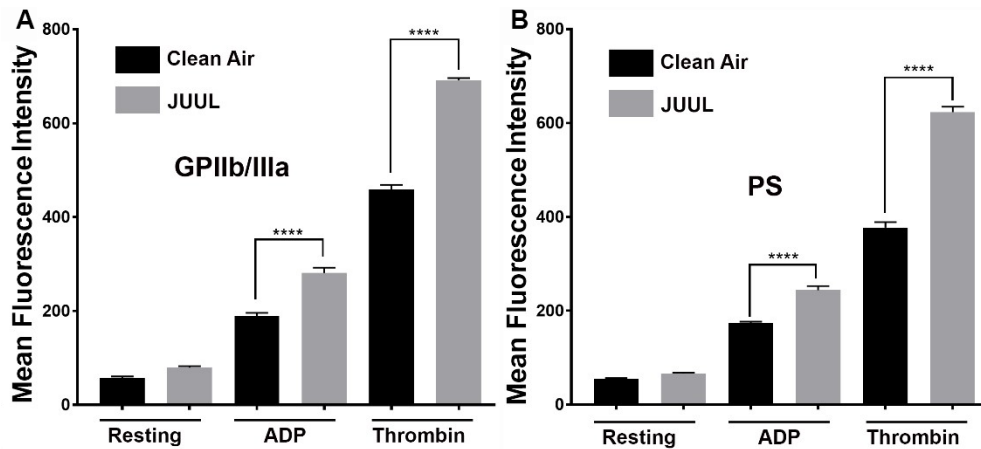 A
Mean Fluorescence Intensity
800
600
400
200
0
Clean Air
JUUL
GPIIb/IIIa
****
****
Resting
ADP
Thrombin
B
Mean Fluorescence Intensity
800
600
400
200
0
Clean Air
JUUL
PS
****
****
Resting
ADP
Thrombin